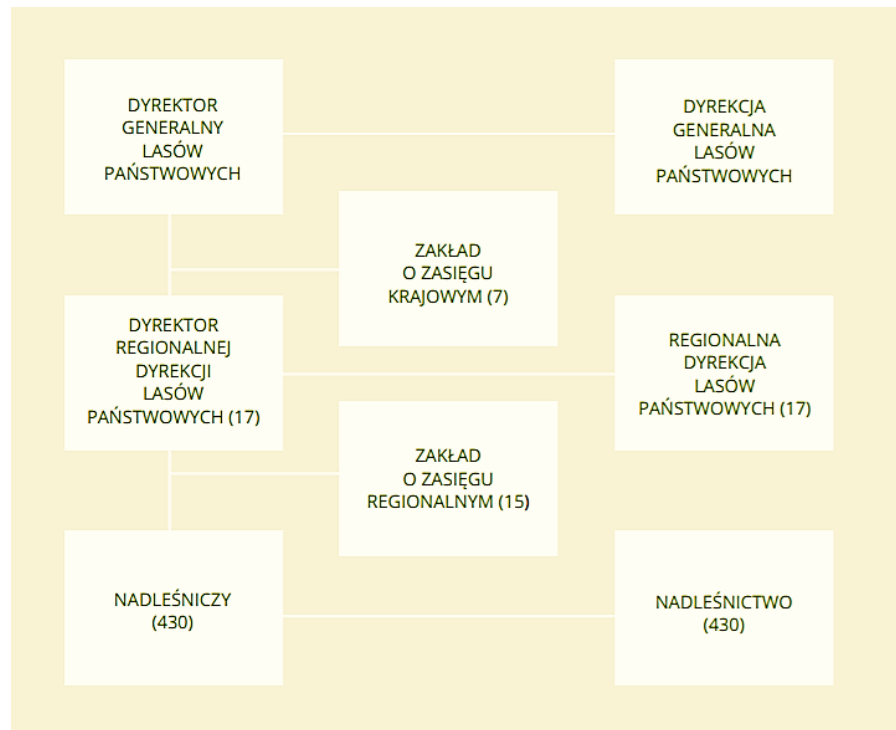 DYREKTOR
GENERALNY
LASÓW
PAŃSTWOWYCH
DYREKCJA
GENERALNA
LASÓW
PAŃSTWOWYCH
ZAKŁAD
O ZASIĘGU
KRAJOWYM (7)
DYREKTOR
REGIONALNEJ
DYREKCJI
LASÓW
PAŃSTWOWYCH (17)
REGIONALNA
DYREKCJA
LASÓW
PAŃSTWOWYCH (17)
ZAKŁAD
O ZASIĘGU
REGIONALNYM (15)
NADLEŚNICZY
(430)
NADLEŚNICTWO
(430)